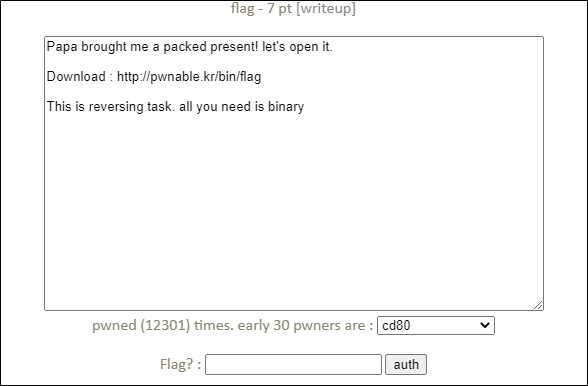 flag - 7 pt [writeup]
Papa brought me a packed present! let's open it.
Download : http://pwnable.kr/bin/flag
This is reversing task. all you need is binary
pwned (12301) times. early 30 pwners are : cd80
Flag? : auth